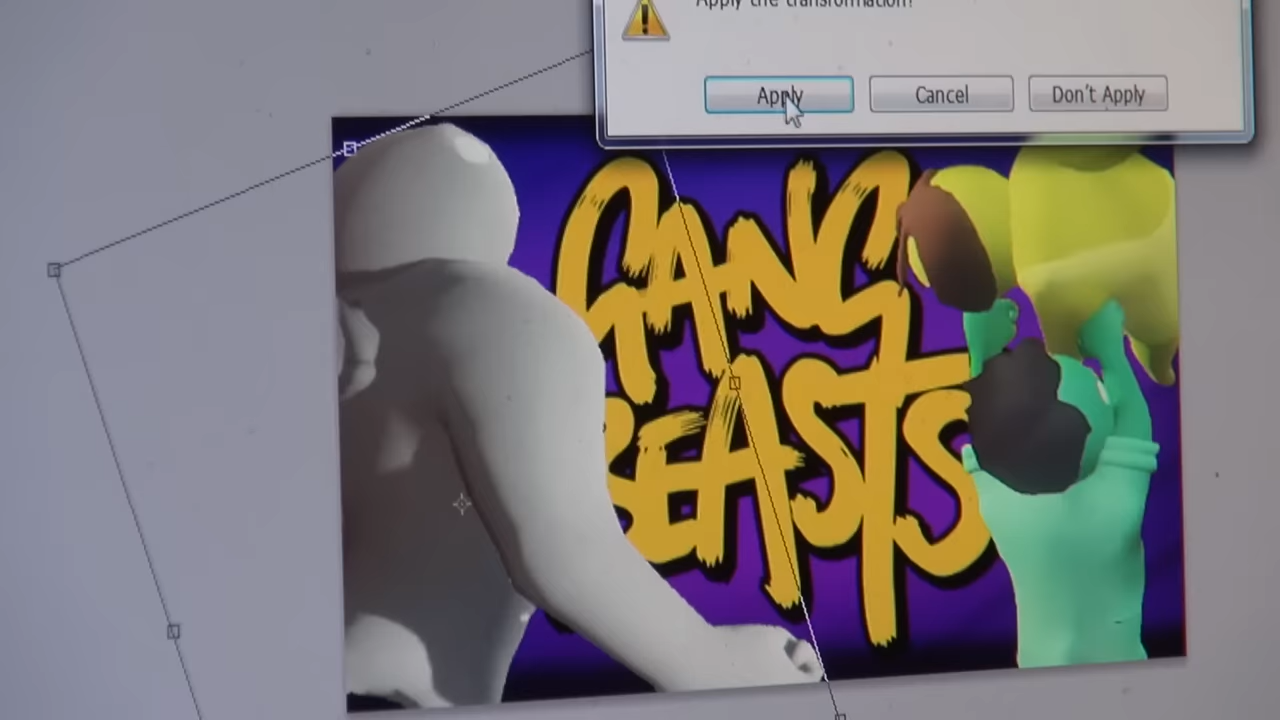 Apply the transformation?
Apply
Cancel
Don't Apply
GANG
BEASTS